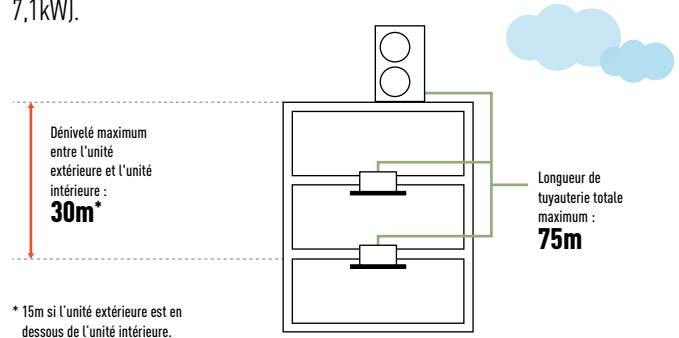 7,1kW).
Dénivelé maximum
entre l'unité
extérieure et l'unité
intérieure :
30m*
Longueur de
tuyauterie totale
maximum :
75m
* 15m si l'unité extérieure est en
dessous de l'unité intérieure.